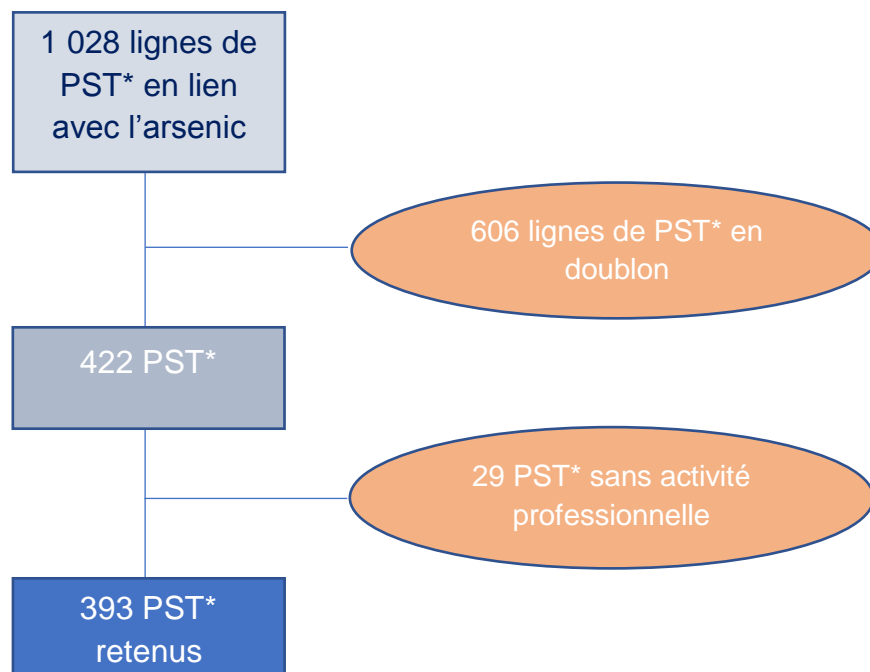 1 028 lignes de
PST* en lien
avec l’arsenic
606 lignes de PST* en
doublon
422 PST*
29 PST* sans activité
professionnelle
393 PST*
retenus